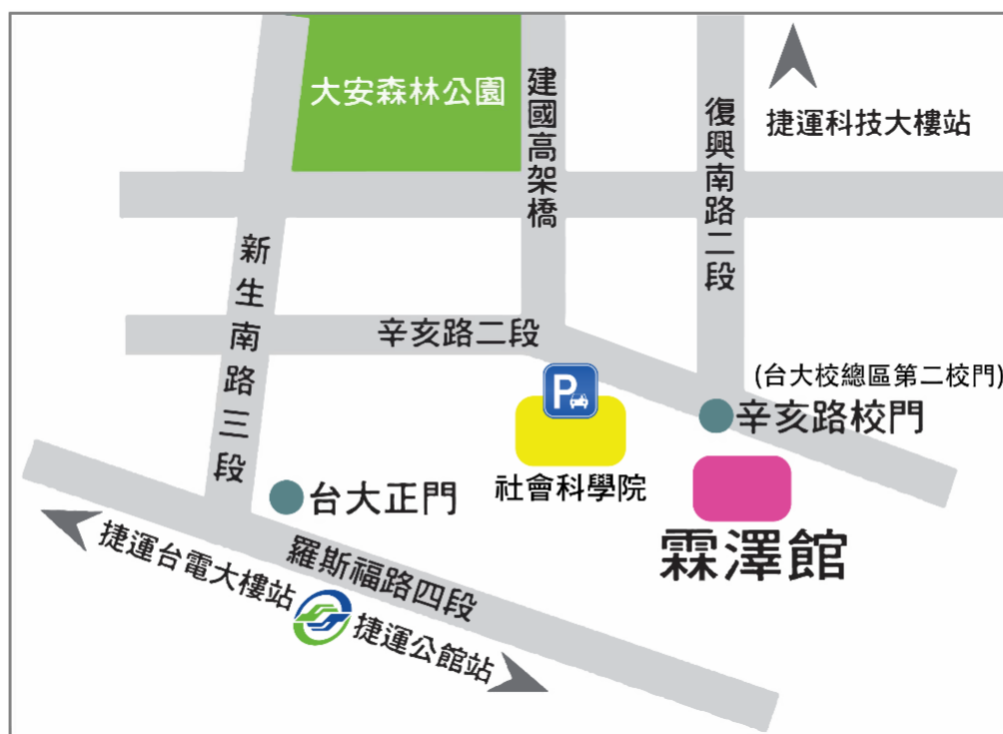 大安森林公園
建國高架橋
復興南路二段
捷運科技大樓站
新生南路三段
辛亥路二段
(台大校總區第二校門)
P
辛亥路校門
社會科學院
台大正門
霖澤館
羅斯福路四段
捷運台電大樓站
捷運公館站